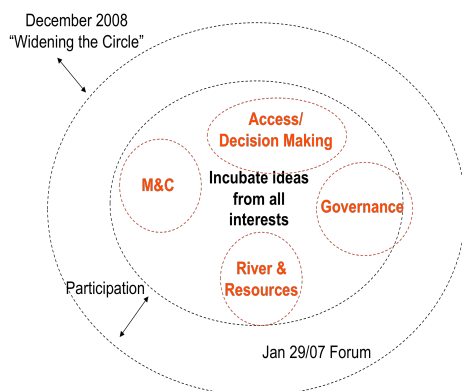 December 2008
“Widening the Circle”
Access/
Decision Making
M&C
Incubate ideas
from all
interests
Governance
River &
Resources
Participation
Jan 29/07 Forum